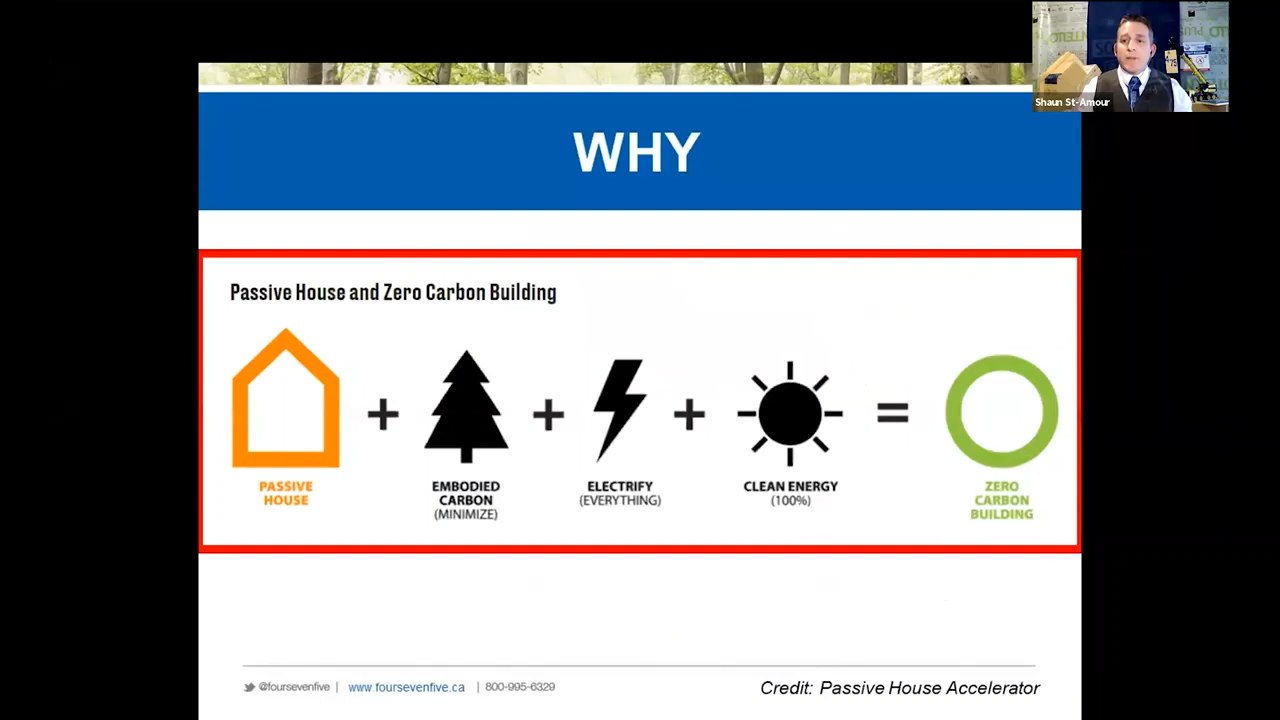 Shaun St-Amour
WHY
Passive House and Zero Carbon Building
+ + + =
PASSIVE
HOUSE
EMBODIED
CARBON
(MINIMIZE)
ELECTRIFY
(EVERYTHING)
CLEAN ENERGY
(100%)
ZERO
CARBON
BUILDING
@foursevenfive | www.foursevenfive.ca | 800-995-6329
Credit: Passive House Accelerator